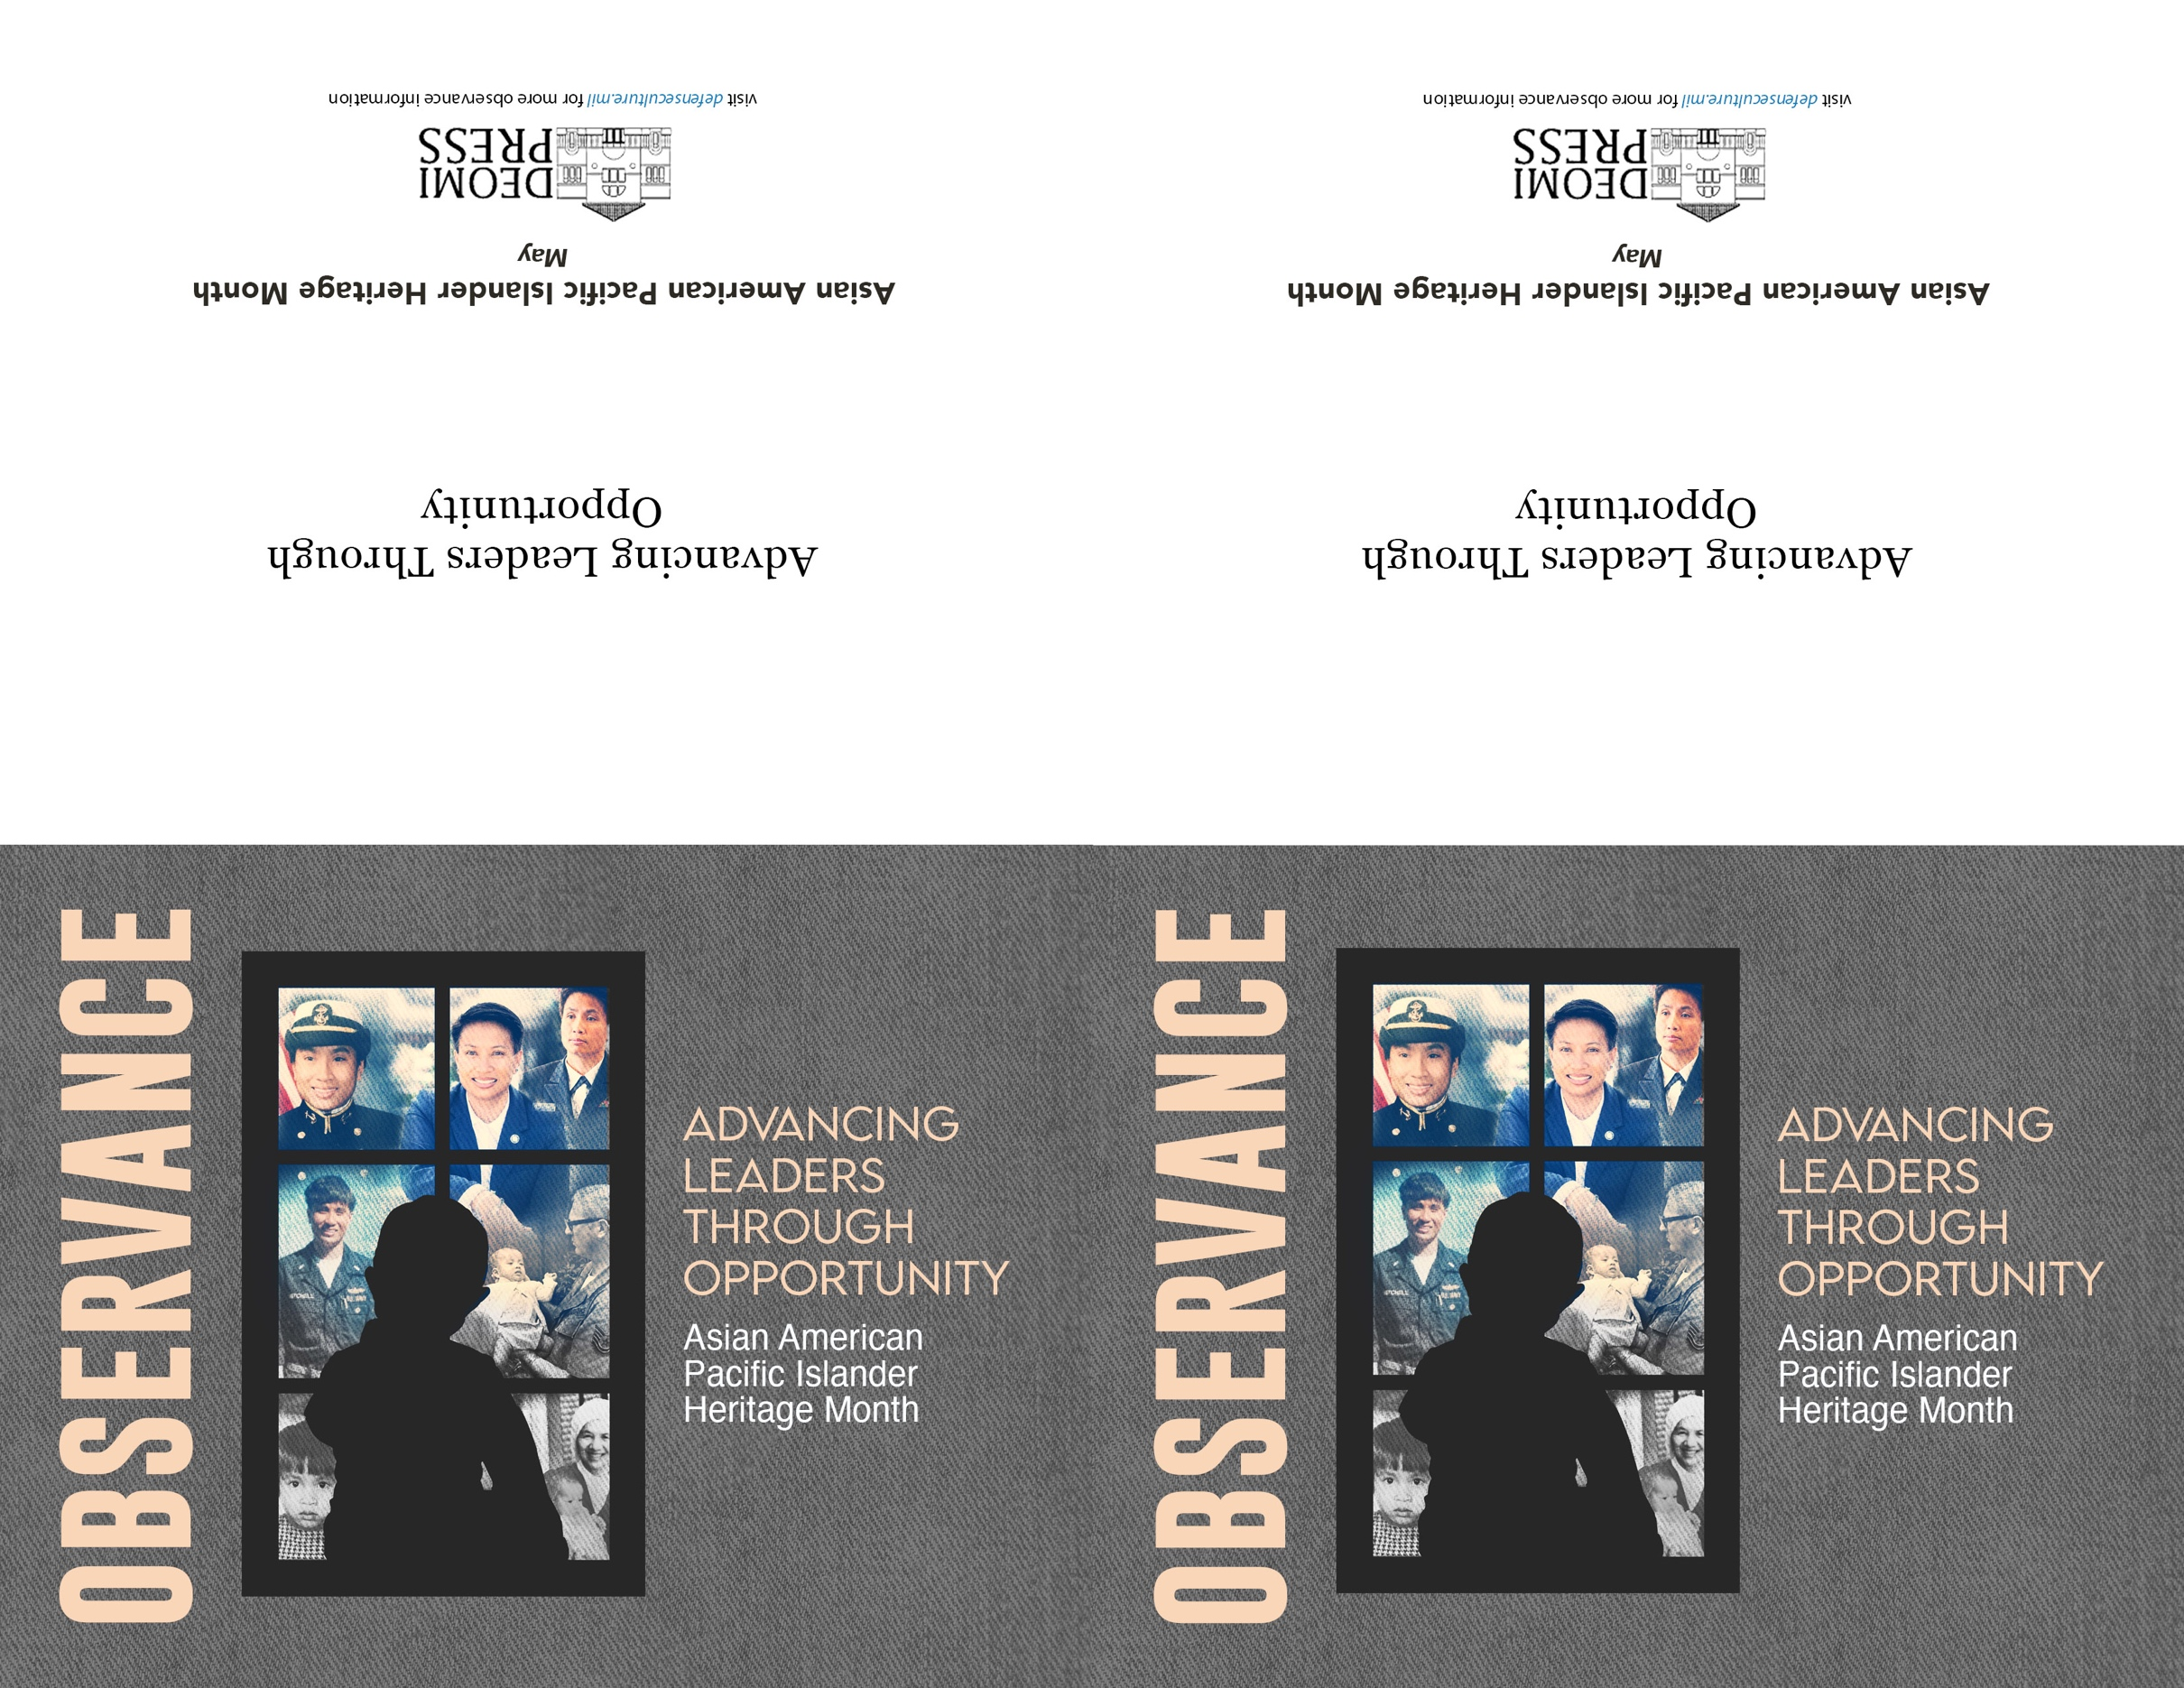 Advancing Leaders Through
Opportunity
Asian American Pacific Islander Heritage Month
May
DEOMI
PRESS
visit defenseculture.mil for more observance information
Advancing Leaders Through
Opportunity
Asian American Pacific Islander Heritage Month
May
DEOMI
PRESS
visit defenseculture.mil for more observance information
OBSERVANCE
ADVANCING
LEADERS
THROUGH
OPPORTUNITY
Asian American
Pacific Islander
Heritage Month
OBSERVANCE
ADVANCING
LEADERS
THROUGH
OPPORTUNITY
Asian American
Pacific Islander
Heritage Month